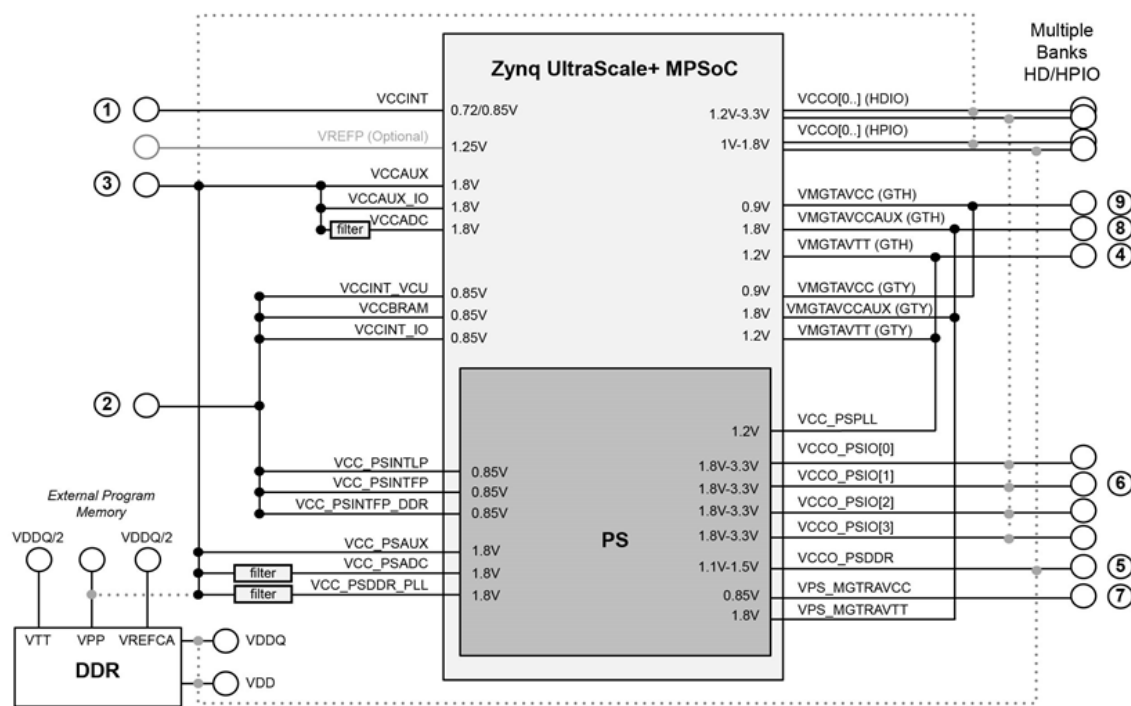 Multiple
Banks
HD/HPIO
Zynq UltraScale+ MPSoC
1
VCCINT
0.72/0.85V
VREFP (Optional)
1.25V
3
VCCAUX
1.8V
VCCAUX_IO
1.8V
filter
VCCADC
1.8V
VCCINT_VCU
0.85V
VCCBRAM
0.85V
VCCINT_IO
0.85V
2
VCC_PSINTLP
0.85V
VCC_PSINTFP
0.85V
VCC_PSINTFP_DDR
0.85V
VCC_PSAUX
1.8V
filter
VCC_PSADC
1.8V
filter
VCC_PSDDR_PLL
1.8V
1.2V-3.3V
VCCO[0..] (HDIO)
1V-1.8V
VCCO[0..] (HPIO)
0.9V
VMGTAVCC (GTH)
9
1.8V
VMGTAVCCAUX (GTH)
8
1.2V
VMGTAVTT (GTH)
4
0.9V
VMGTAVCC (GTY)
1.8V
VMGTAVCCAUX (GTY)
1.2V
VMGTAVTT (GTY)
PS
1.2V
VCC_PSPLL
1.8V-3.3V
VCCO_PSIO[0]
1.8V-3.3V
VCCO_PSIO[1]
6
1.8V-3.3V
VCCO_PSIO[2]
1.8V-3.3V
VCCO_PSIO[3]
1.1V-1.5V
VCCO_PSDDR
5
0.85V
VPS_MGTRAVCC
7
1.8V
VPS_MGTRAVTT
External Program
Memory
VDDQ/2
VDDQ/2
VTT
VPP
VREFCA
DDR
VDDQ
VDD